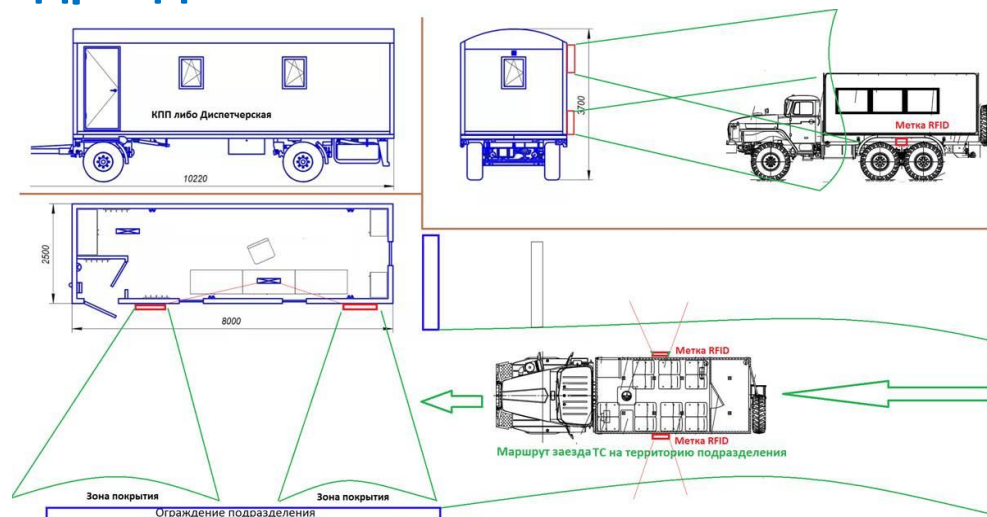 КПП либо Диспетчерская
10220
3700
Метка RFID
2500
8000
Метка RFID
Метка RFID
Маршрут заезда ТС на территорию подразделения
Зона покрытия
Зона покрытия
Ограждение подразделения